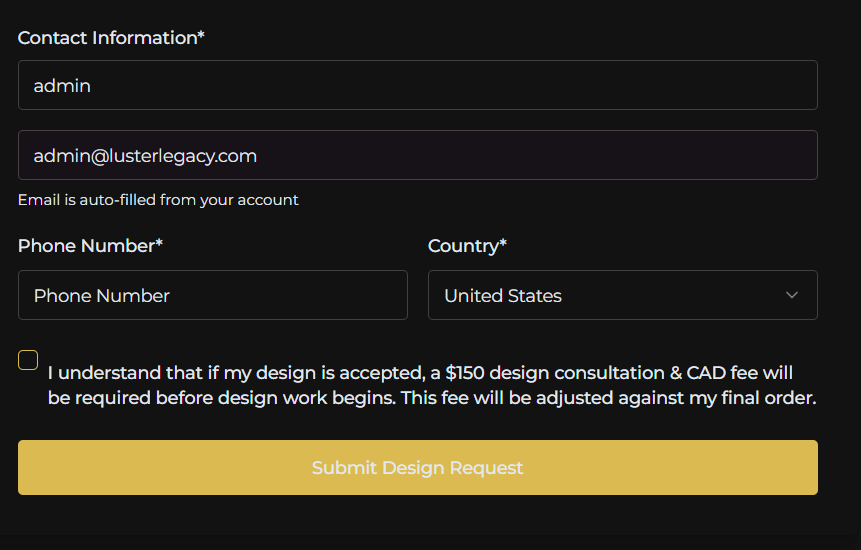 Contact Information*
admin
admin@lusterlegacy.com
Email is auto-filled from your account
Phone Number* Country*
Phone Number United States
I understand that if my design is accepted, a $150 design consultation & CAD fee will
be required before design work begins. This fee will be adjusted against my final order.
Submit Design Request